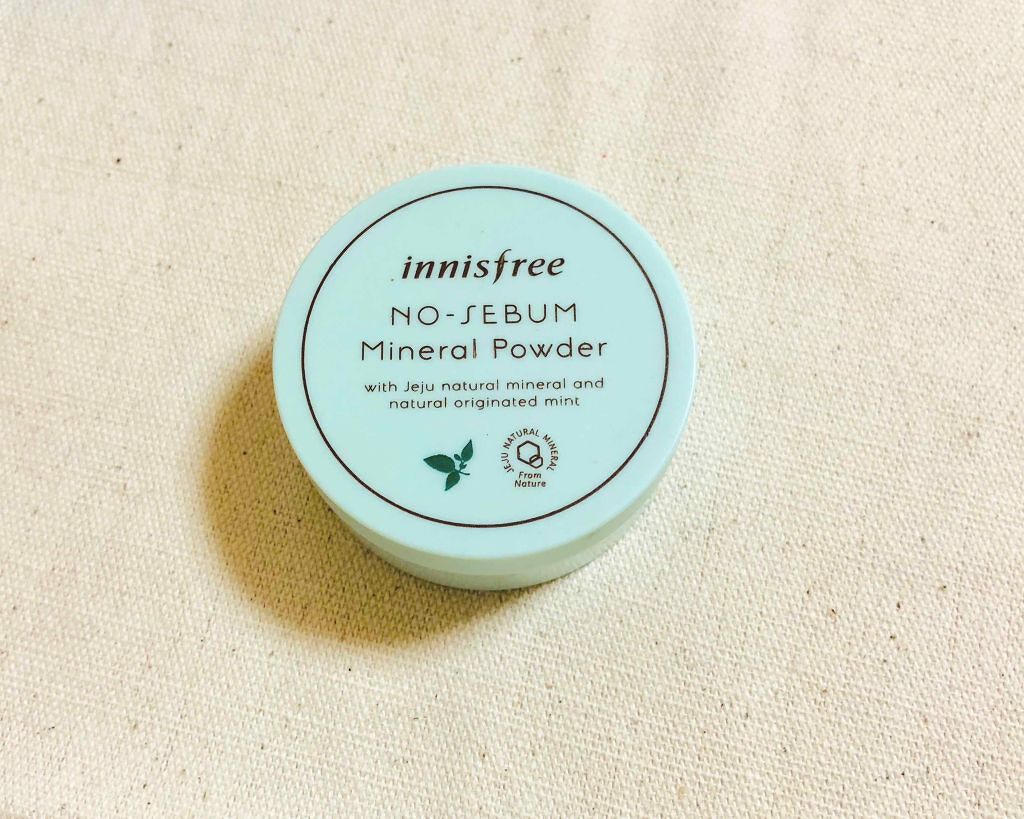 innisfree
NO-SEBUM
Mineral Powder
with Jeju natural mineral and
natural originated mint
JEJU NATURAL MINERAL
From
Nature